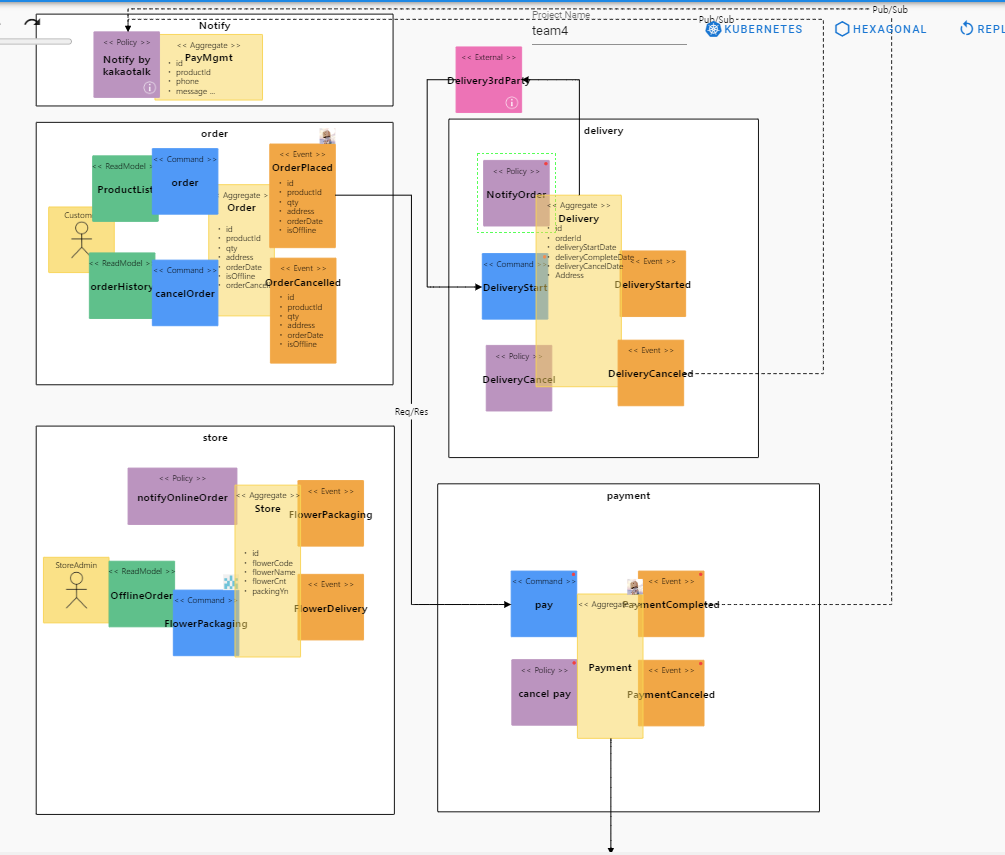 Pub/Sub
Project Name
team4
Pub/Sub
KUBERNETES
HEXAGONAL
REPL
Notify
<< Policy >>
Notify by
kakaotalk
<< Aggregate >>
PayMgmt
id
productId
phone
message ...
<< External >>
Delivery3rdParty
order
<< ReadModel
ProductList
<< Command >>
order
<< Event >>
OrderPlaced
id
productId
qty
address
orderDate
isOffline
Custome
Aggregate >
Order
id
productId
qty
address
orderDate
isOffline
orderCancel
<< ReadModel
orderHistory
<< Command >>
cancelOrder
<< Event >>
OrderCancelled
id
productId
qty
address
orderDate
isOffline
delivery
<< Policy >>
NotifyOrder
<< Aggregate >>
Delivery
id
orderId
deliveryStartDate
deliveryCompleteDate
deliveryCancelDate
Address
<< Command >
DeliveryStart
<< Event >>
DeliveryStarted
<< Policy >
DeliveryCancel
<< Event >>
DeliveryCanceled
Req/Res
store
<< Policy >>
notifyOnlineOrder
<< Aggregate >>
Store
id
flowerCode
flowerName
flowerCnt
packingYn
<< Event >>
FlowerPackaging
StoreAdmin
<< ReadModel
OfflineOrder
<< Command >>
FlowerPackaging
<< Event >>
FlowerDelivery
payment
<< Command >>
pay
<< Aggregate
Payment
<< Event >>
PaymentCompleted
<< Policy >>
cancel pay
<< Event >>
PaymentCanceled